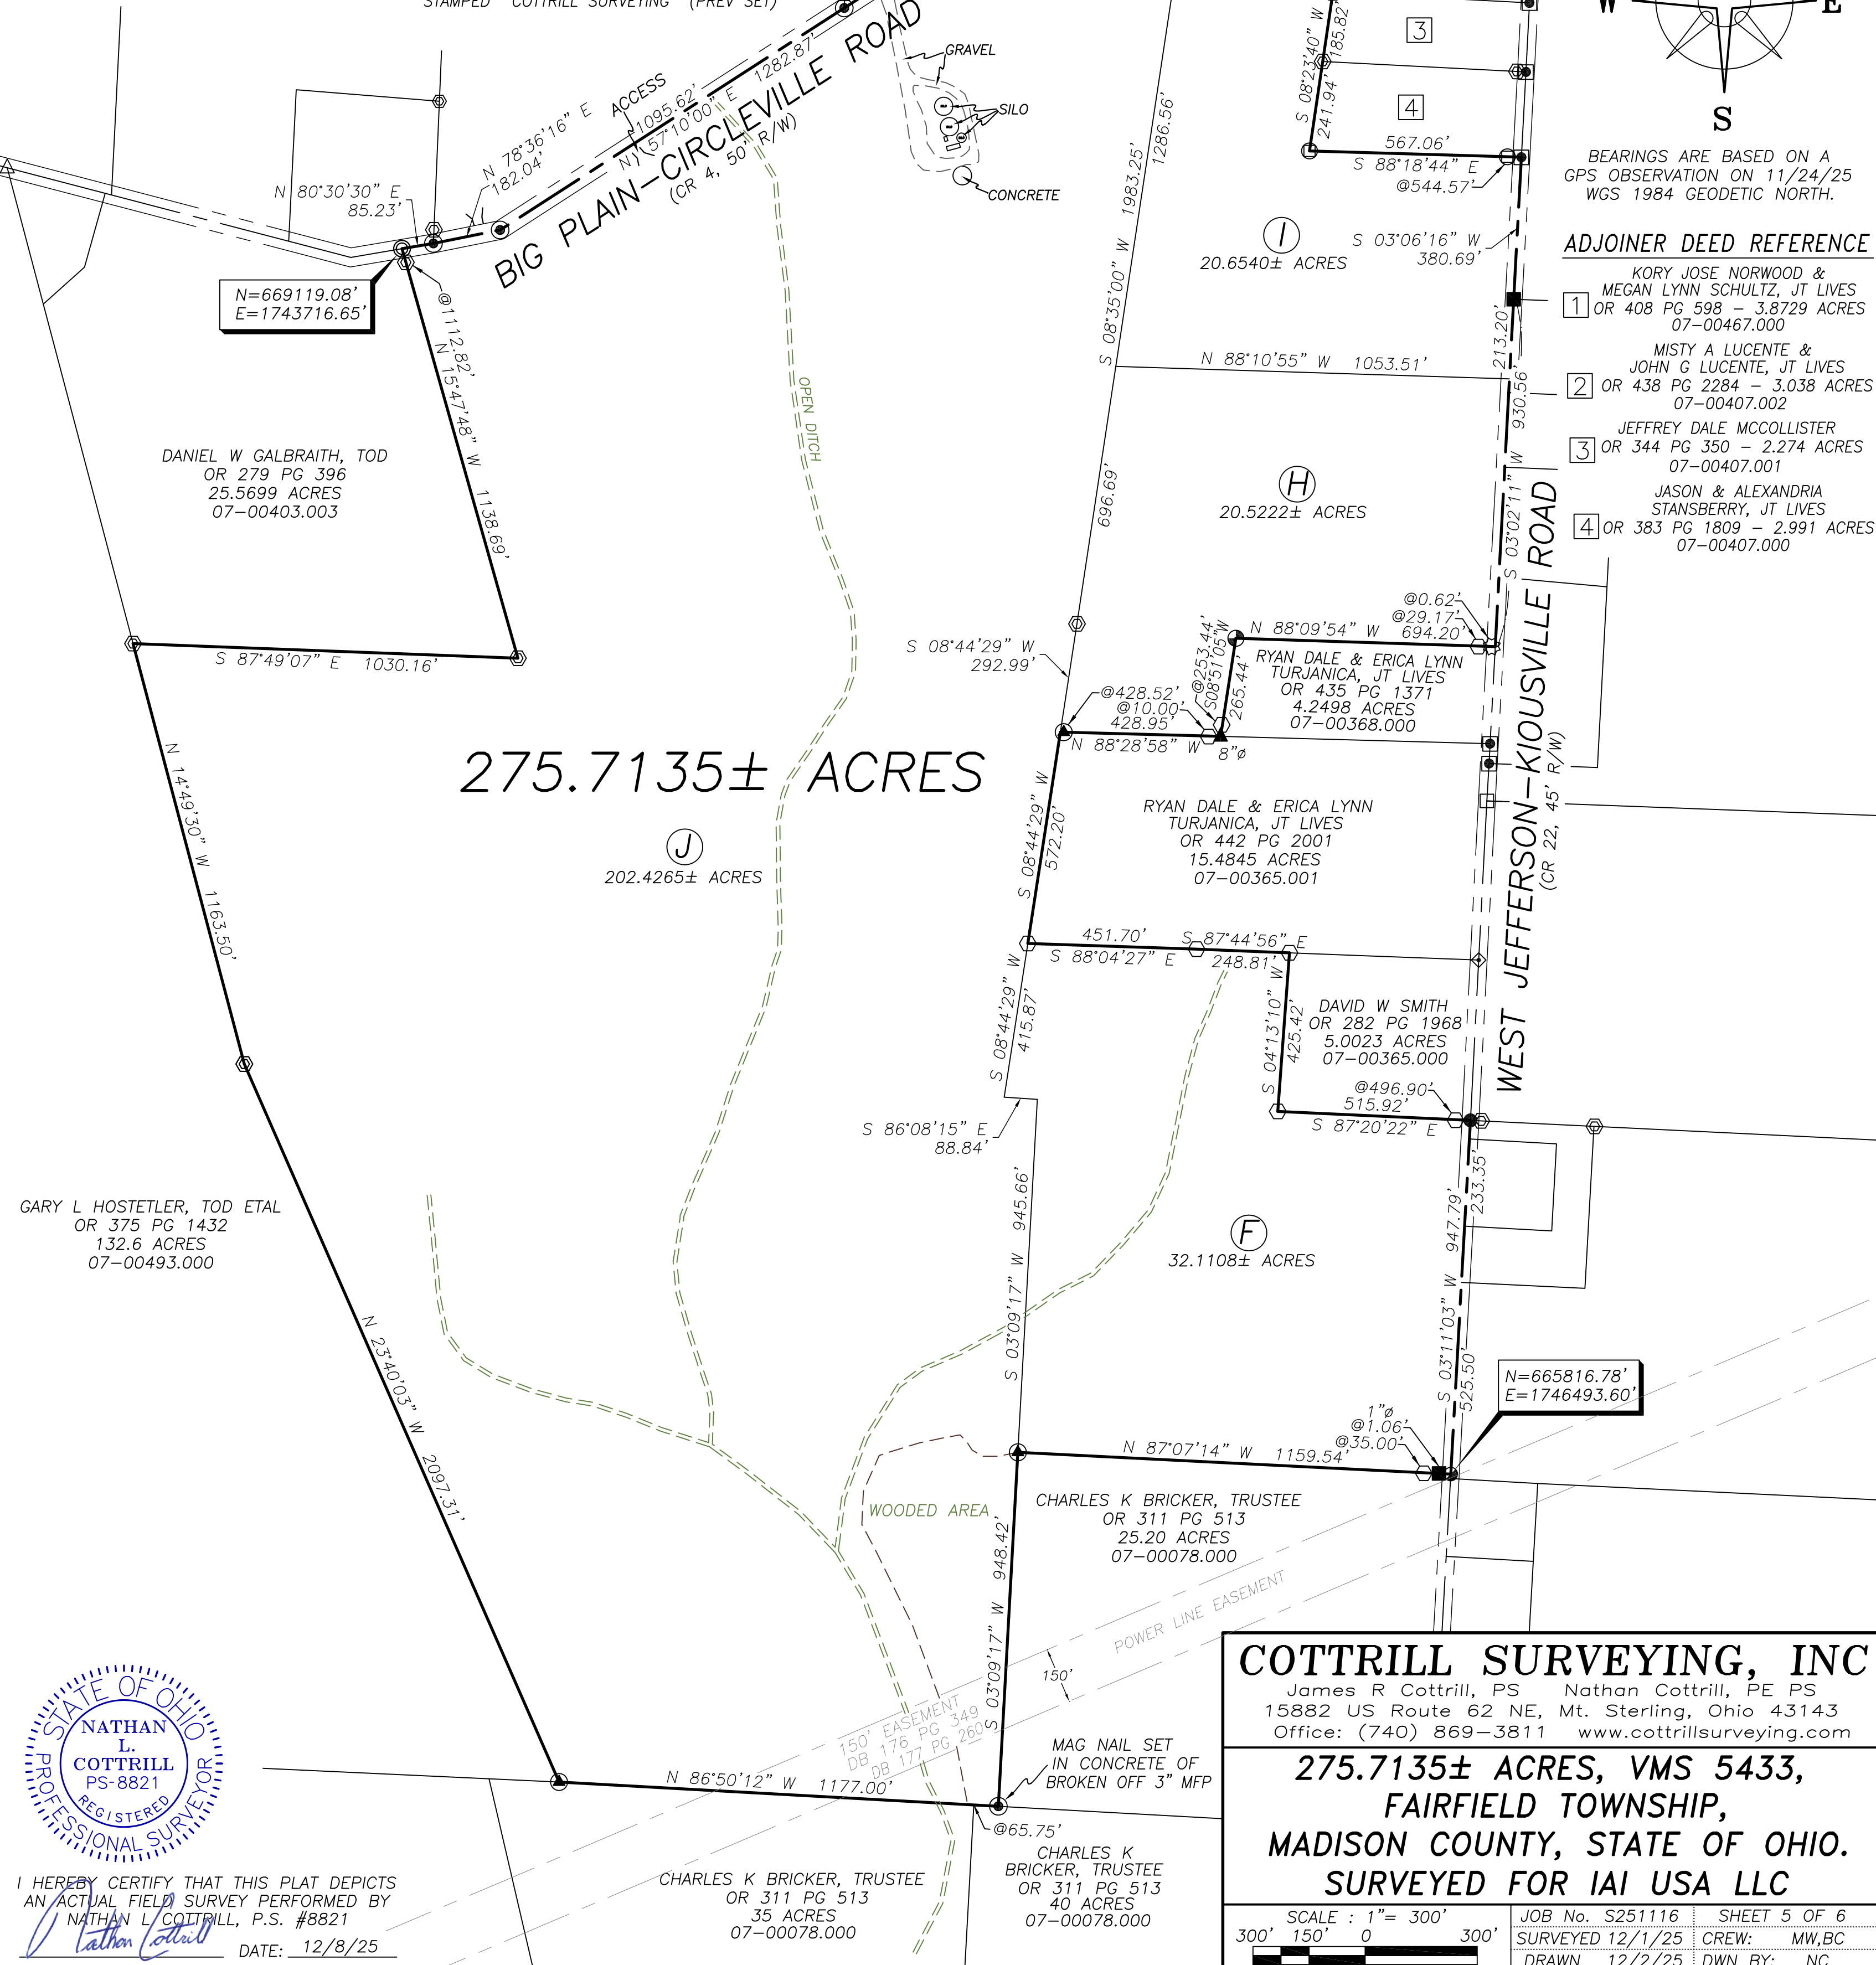 STAMPED "COTTRILL SURVEYING" (PREV SET)
W
E
S
BEARINGS ARE BASED ON A
GPS OBSERVATION ON 11/24/25
WGS 1984 GEODETIC NORTH.
ADJOINER DEED REFERENCE
KORY JOSE NORWOOD &
MEGAN LYNN SCHULTZ, JT LIVES
1 OR 408 PG 598 – 3.8729 ACRES
07–00467.000
MISTY A LUCENTE &
JOHN G LUCENTE, JT LIVES
2 OR 438 PG 2284 – 3.038 ACRES
07–00407.002
JEFFREY DALE MCCOLLISTER
3 OR 344 PG 350 – 2.274 ACRES
07–00407.001
JASON & ALEXANDRIA
STANSBERRY, JT LIVES
4 OR 383 PG 1809 – 2.991 ACRES
07–00407.000
N 80°30'30" E
85.23'
N 78°36'16" E
182.04'
ACCESS
1095.62'
1282.87'
N 57°10'00" E
BIG PLAIN–CIRCLEVILLE ROAD
(CR 4, 50' R/W)
GRAVEL
SILO
CONCRETE
N=669119.08'
E=1743716.65'
@1112.82'
N 15°47'48" W 1138.69'
OPEN DITCH
DANIEL W GALBRAITH, TOD
OR 279 PG 396
25.5699 ACRES
07–00403.003
S 87°49'07" E 1030.16'
S 08°35'00" W 1983.25'
1286.56'
696.69'
S 08°23'40" W
185.82'
241.94'
3
4
567.06'
S 88°18'44" E
@544.57'
I
20.6540± ACRES
S 03°06'16" W
380.69'
213.20'
N 88°10'55" W 1053.51'
930.56'
S 03°02'11" W
H
20.5222± ACRES
WEST JEFFERSON–KIOUSVILLE ROAD
(CR 22, 45' R/W)
@0.62'
@29.17'
N 88°09'54" W 694.20'
S 08°44'29" W
292.99'
@253.44'
S08°51'05"W
265.44'
RYAN DALE & ERICA LYNN
TURJANICA, JT LIVES
OR 435 PG 1371
4.2498 ACRES
07–00368.000
@428.52'
@10.00'
428.95'
N 88°28'58" W
8"ø
275.7135± ACRES
J
202.4265± ACRES
N 14°49'30" W 1163.50'
S 08°44'29" W
572.20'
RYAN DALE & ERICA LYNN
TURJANICA, JT LIVES
OR 442 PG 2001
15.4845 ACRES
07–00365.001
451.70'
S 88°04'27" E
S 87°44'56" E
248.81'
S 08°44'29" W
415.87'
S 04°13'10" W
425.42'
DAVID W SMITH
OR 282 PG 1968
5.0023 ACRES
07–00365.000
@496.90'
515.92'
S 87°20'22" E
S 86°08'15" E
88.84'
GARY L HOSTETLER, TOD ETAL
OR 375 PG 1432
132.6 ACRES
07–00493.000
N 23°40'03" W 2097.31'
S 03°09'17" W 945.66'
F
32.1108± ACRES
233.35'
S 03°11'03" W 947.79'
525.50'
N=665816.78'
E=1746493.60'
1"ø
@1.06'
@35.00'
N 87°07'14" W 1159.54'
CHARLES K BRICKER, TRUSTEE
OR 311 PG 513
25.20 ACRES
07–00078.000
WOODED AREA
S 03°09'17" W 948.42'
POWER LINE EASEMENT
150'
150' EASEMENT
DB 176 PG 349
DB 177 PG 260
MAG NAIL SET
IN CONCRETE OF
BROKEN OFF 3" MFP
N 86°50'12" W 1177.00'
@65.75'
CHARLES K BRICKER, TRUSTEE
OR 311 PG 513
35 ACRES
07–00078.000
CHARLES K
BRICKER, TRUSTEE
OR 311 PG 513
40 ACRES
07–00078.000
STATE OF OHIO
NATHAN
L.
COTTRILL
PS-8821
REGISTERED
PROFESSIONAL SURVEYOR
I HEREBY CERTIFY THAT THIS PLAT DEPICTS
AN ACTUAL FIELD SURVEY PERFORMED BY
NATHAN L COTTRILL, P.S. #8821
Nathan Cottrill
DATE: 12/8/25
COTTRILL SURVEYING, INC
James R Cottrill, PS Nathan Cottrill, PE PS
15882 US Route 62 NE, Mt. Sterling, Ohio 43143
Office: (740) 869–3811 www.cottrillsurveying.com
275.7135± ACRES, VMS 5433,
FAIRFIELD TOWNSHIP,
MADISON COUNTY, STATE OF OHIO.
SURVEYED FOR IAI USA LLC
SCALE : 1"= 300'
300' 150' 0 300'
JOB No. S251116 SHEET 5 OF 6
SURVEYED 12/1/25 CREW: MW,BC
DRAWN 12/2/25 DWN BY: NC